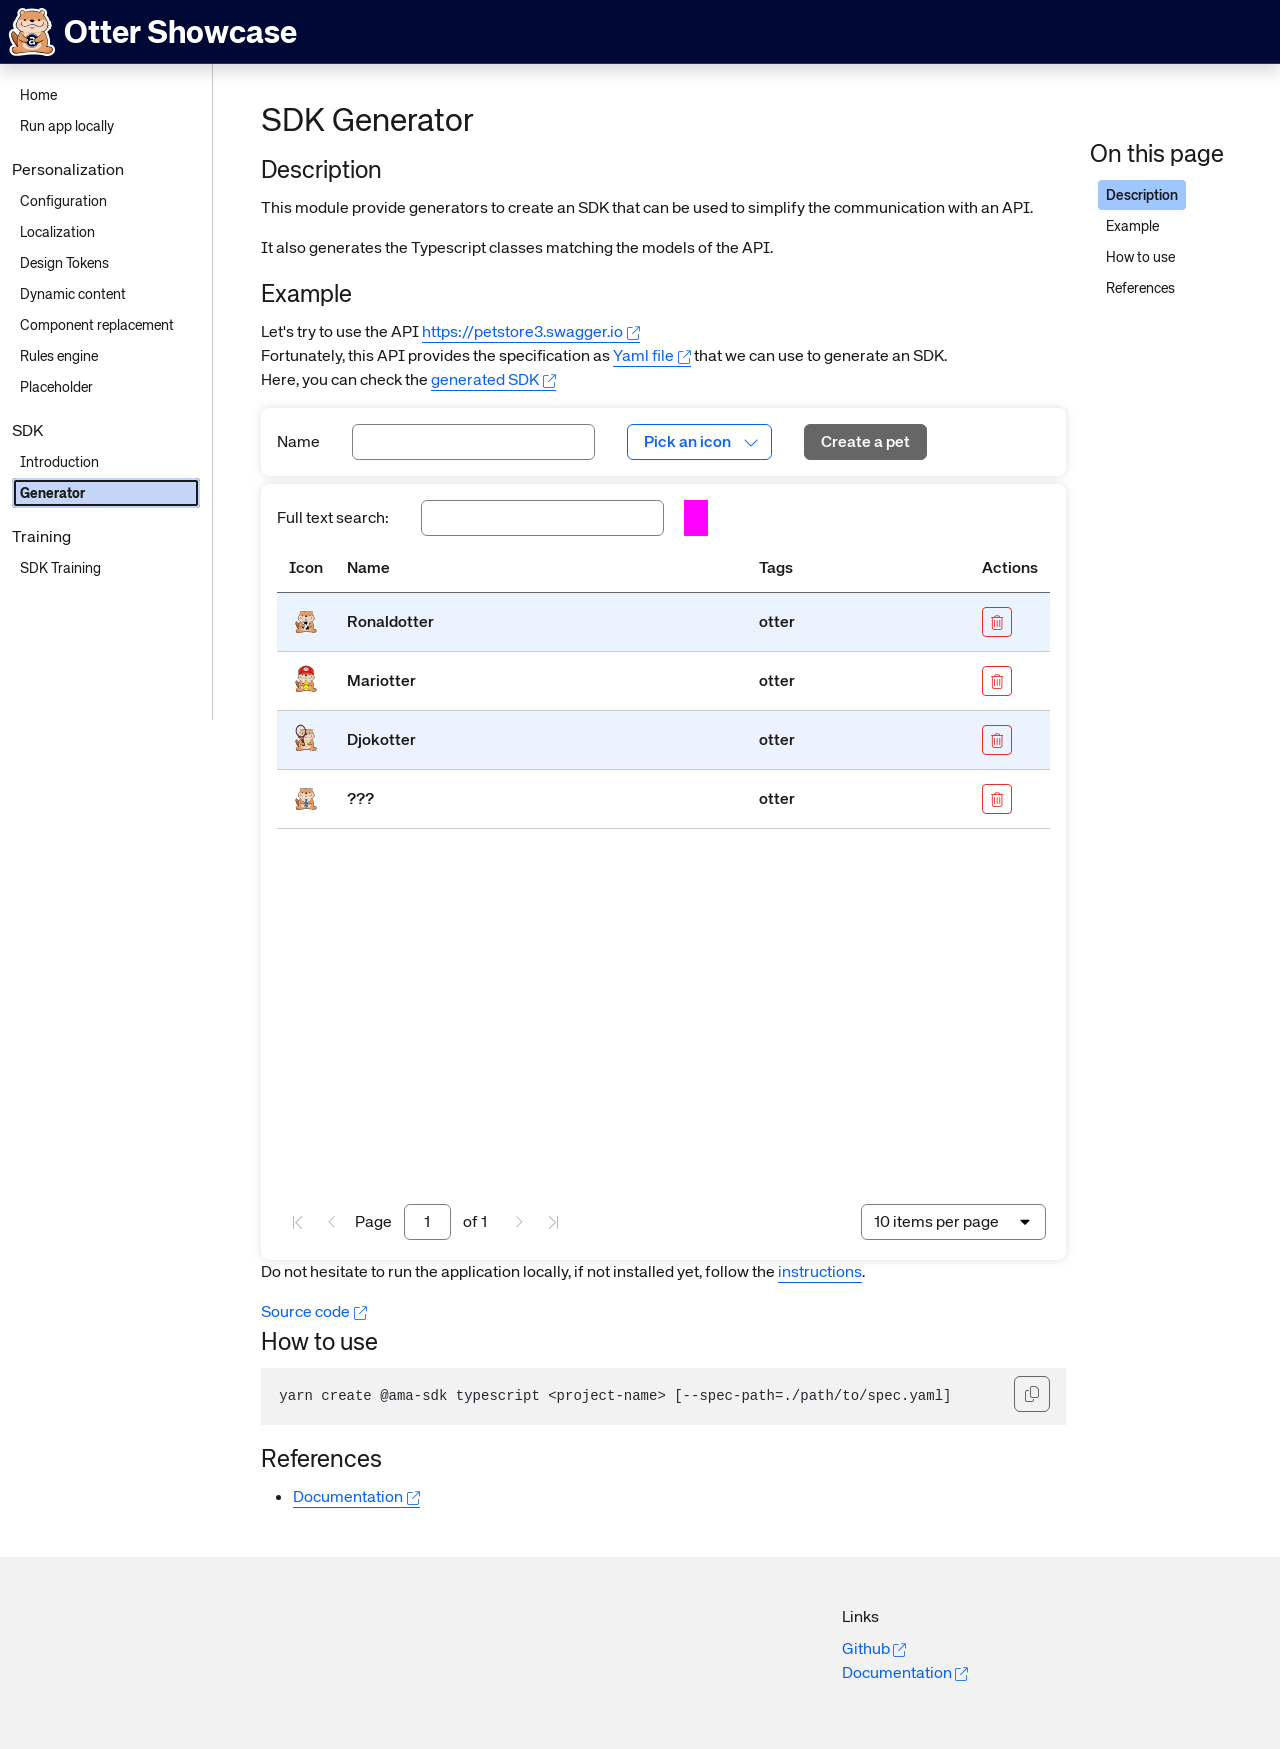 Otter Showcase
Home
Run app locally
Personalization
Configuration
Localization
Design Tokens
Dynamic content
Component replacement
Rules engine
Placeholder
SDK
Introduction
Generator
Training
SDK Training
SDK Generator
Description
This module provide generators to create an SDK that can be used to simplify the communication with an API.
It also generates the Typescript classes matching the models of the API.
Example
Let's try to use the API https://petstore3.swagger.io
Fortunately, this API provides the specification as Yaml file that we can use to generate an SDK.
Here, you can check the generated SDK
Name Pick an icon Create a pet
Full text search:
Icon Name Tags Actions
Ronaldotter otter
Mariotter otter
Djokotter otter
??? otter
Page 1 of 1 10 items per page
Do not hesitate to run the application locally, if not installed yet, follow the instructions.
Source code
How to use
yarn create @ama-sdk typescript <project-name> [--spec-path=./path/to/spec.yaml]
References
Documentation
On this page
Description
Example
How to use
References
Links
Github
Documentation